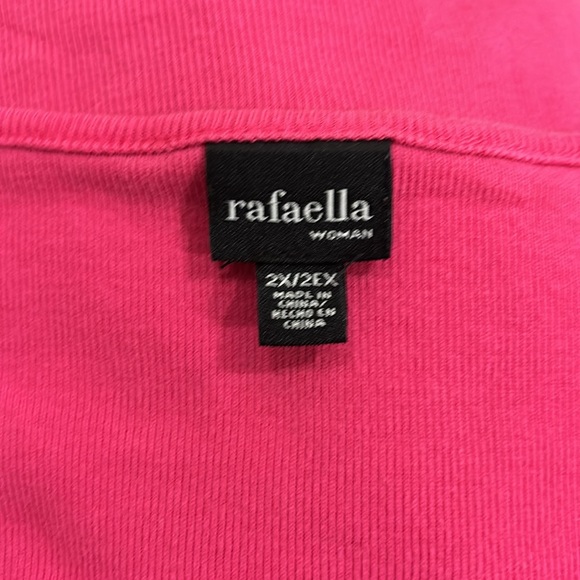 rafaella
WOMAN
2X/2EX
MADE IN
CHINA/
HECHO EN
CHINA